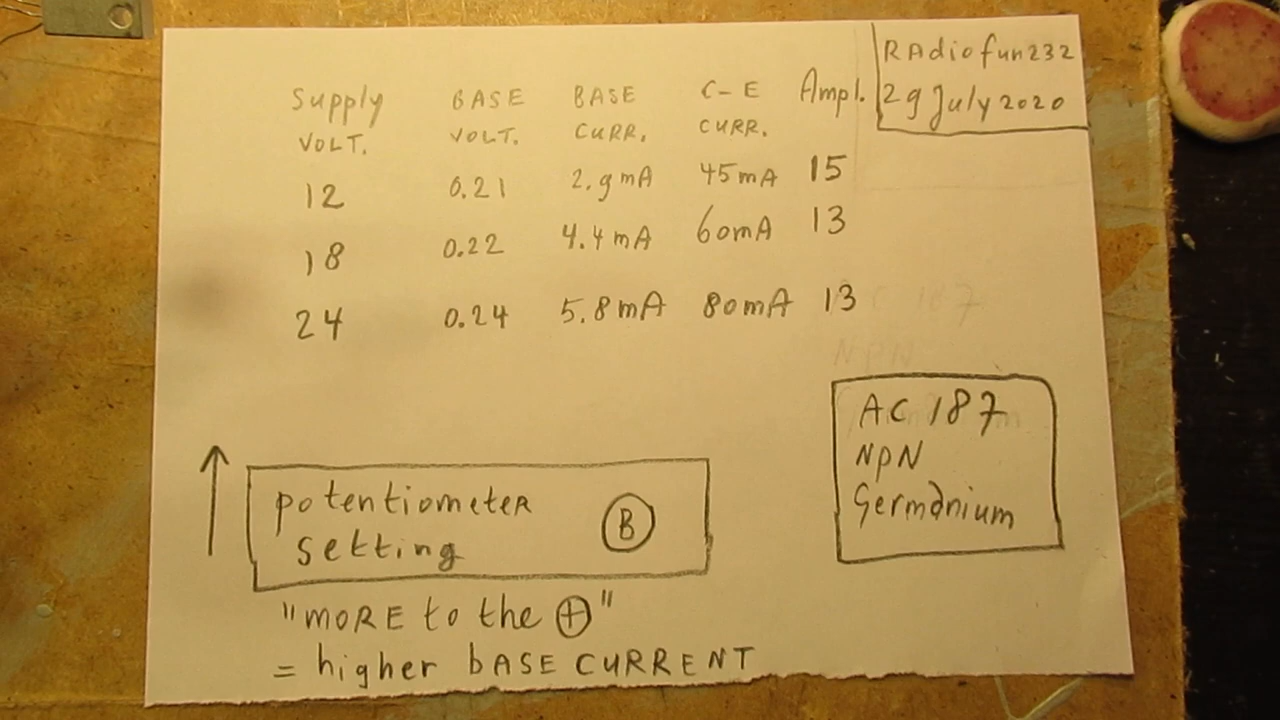 RAdiofun232
29 July 2020
Supply VOLT. BASE VOLT. BASE CURR. C-E CURR. Ampl.
12 0.21 2.9mA 45mA 15
18 0.22 4.4mA 60mA 13
24 0.24 5.8mA 80mA 13
AC 187
NPN
Germanium
potentiometer
setting B
"MORE to the +"
= higher bASE CURRENT